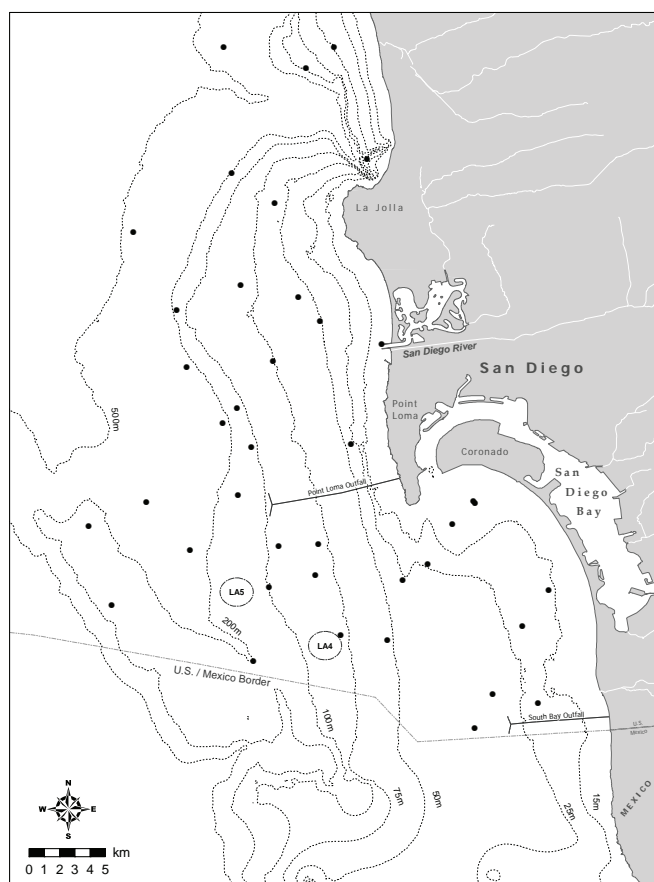 La Jolla
San Diego River
San Diego
Point
Loma
Coronado
San
Diego
Bay
500m
Point Loma Outfall
LA5
200m
LA4
U.S. / Mexico Border
100m
South Bay Outfall
U.S.
Mexico
75m
50m
25m
15m
MEXICO
N
W E
S
km
0 1 2 3 4 5